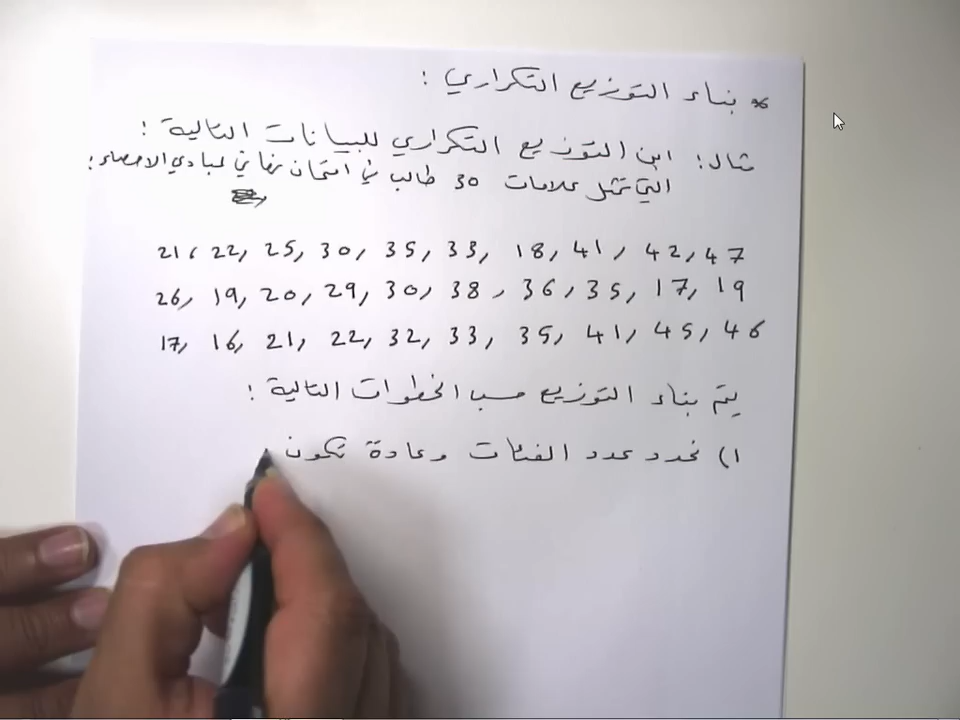 * بناء التوزيع التكراري :
مثال : ابن التوزيع التكراري للبيانات التالية :
التي تمثل علامات 30 طالب في امتحان نهائي لمبادئ الاحصاء :
21, 22, 25, 30, 35, 33, 18, 41, 42, 47
26, 19, 20, 29, 30, 38, 36, 35, 17, 19
17, 16, 21, 22, 32, 33, 35, 41, 45, 46
يتم بناء التوزيع حسب الخطوات التالية :
1) نحدد عدد الفئات وعادة تكون